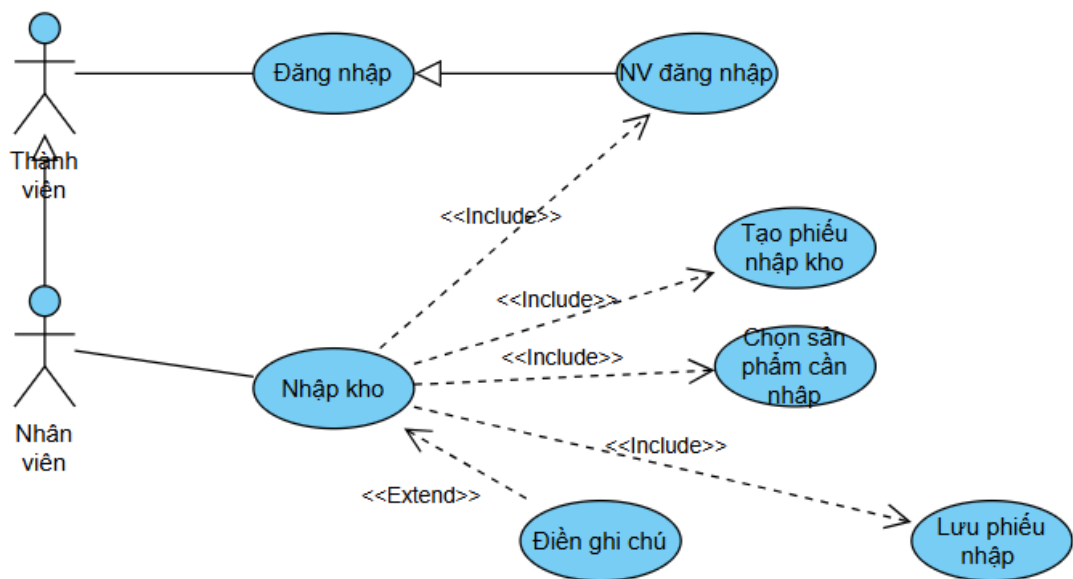 Đăng nhập
NV đăng nhập
Thành
viên
<<Include>>
Tạo phiếu
nhập kho
<<Include>>
Chọn sản
phẩm cần
nhập
<<Include>>
Nhập kho
Nhân
viên
<<Include>>
<<Extend>>
Điền ghi chú
Lưu phiếu
nhập